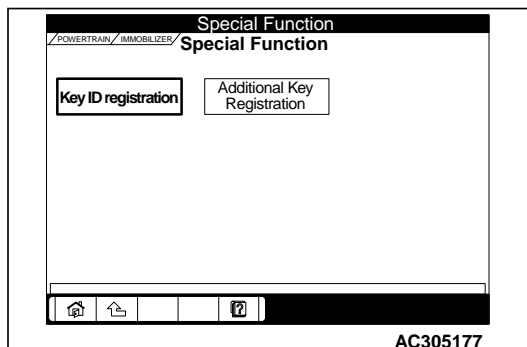 Special Function
POWERTRAIN IMMOBILIZER Special Function
Key ID registration
Additional Key
Registration
AC305177